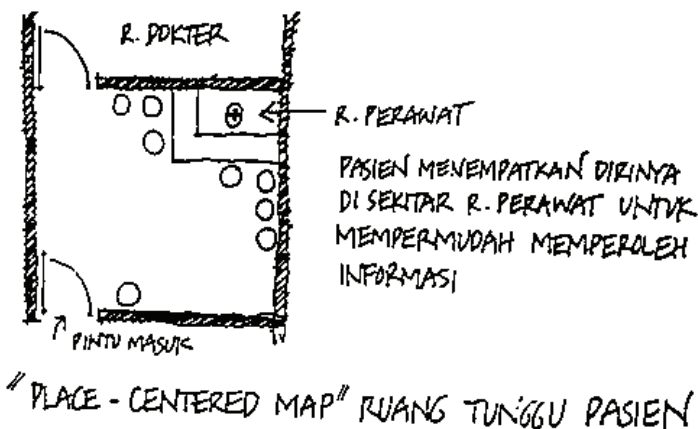 R. DOKTER
R. PERAWAT
PASIEN MENEMPATKAN DIRINYA
DI SEKITAR R. PERAWAT UNTUK
MEMPERMUDAH MEMPEROLEH
INFORMASI
PINTU MASUK
"PLACE - CENTERED MAP" RUANG TUNGGU PASIEN